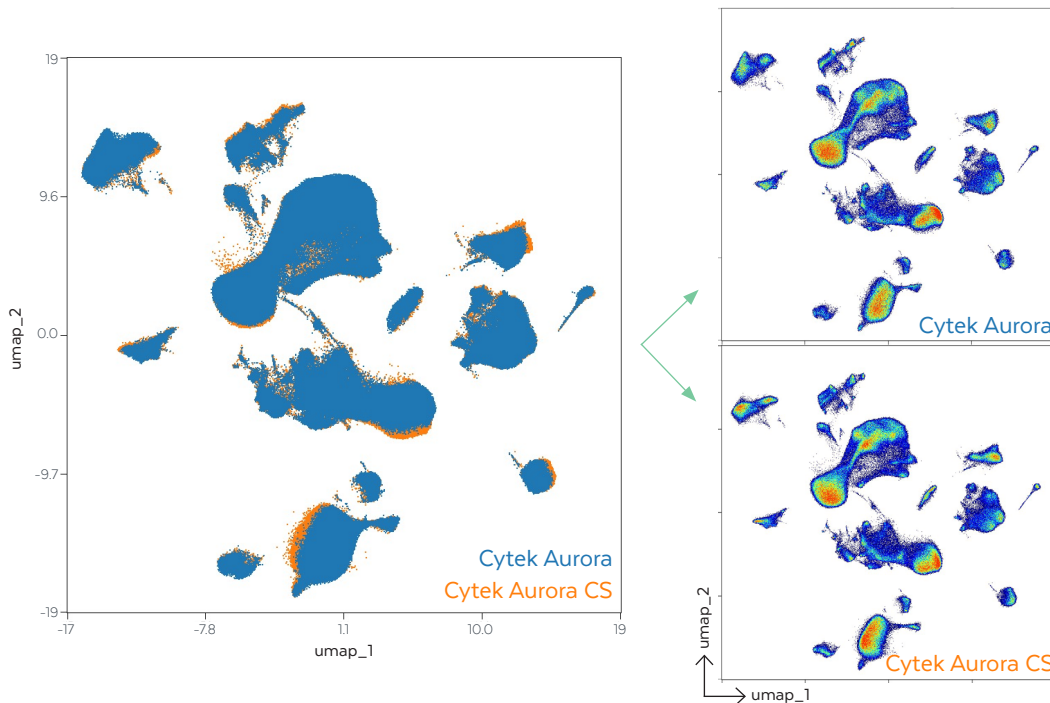 19
9.6
0.0
-9.7
-19
umap_2
-17
-7.8
1.1
10.0
19
umap_1
Cytek Aurora
Cytek Aurora CS
Cytek Aurora
Cytek Aurora CS
umap_2
umap_1